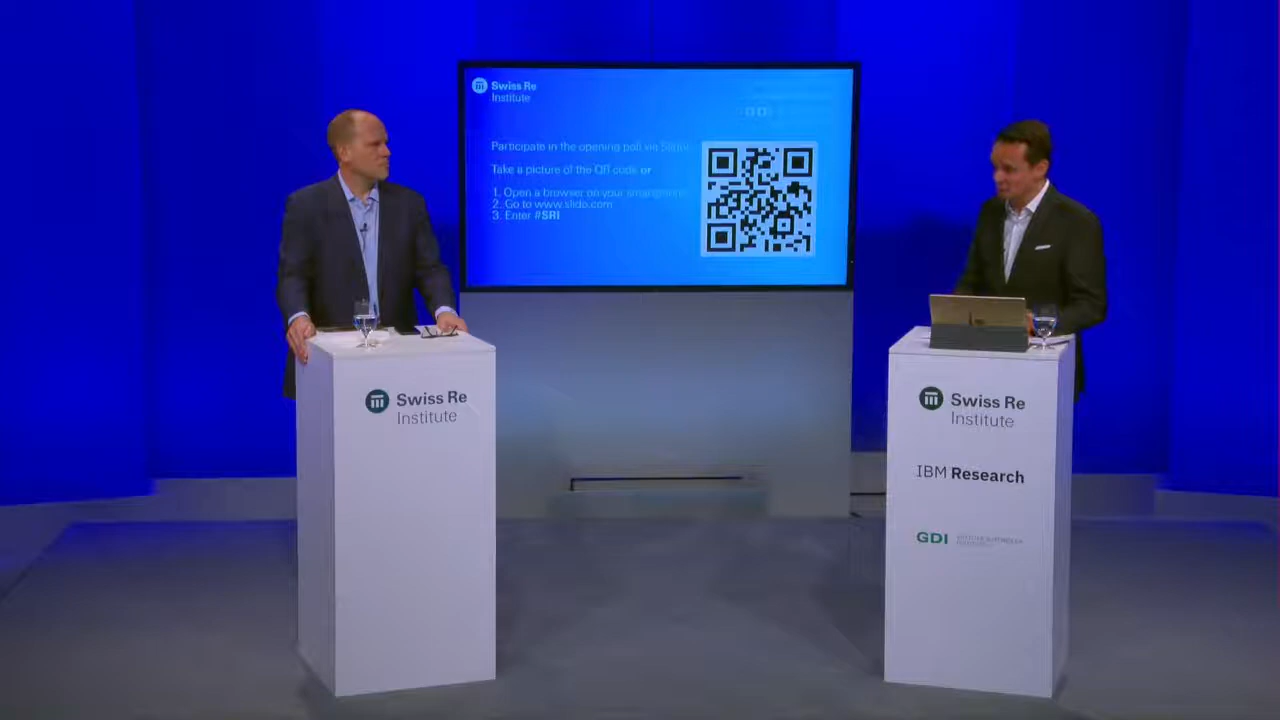 Swiss Re
Institute
Participate in the opening poll via Slido:
Take a picture of the QR code or
1. Open a browser on your smartphone
2. Go to www.slido.com
3. Enter #SRI
Swiss Re
Institute
Swiss Re
Institute
IBM Research
GDI